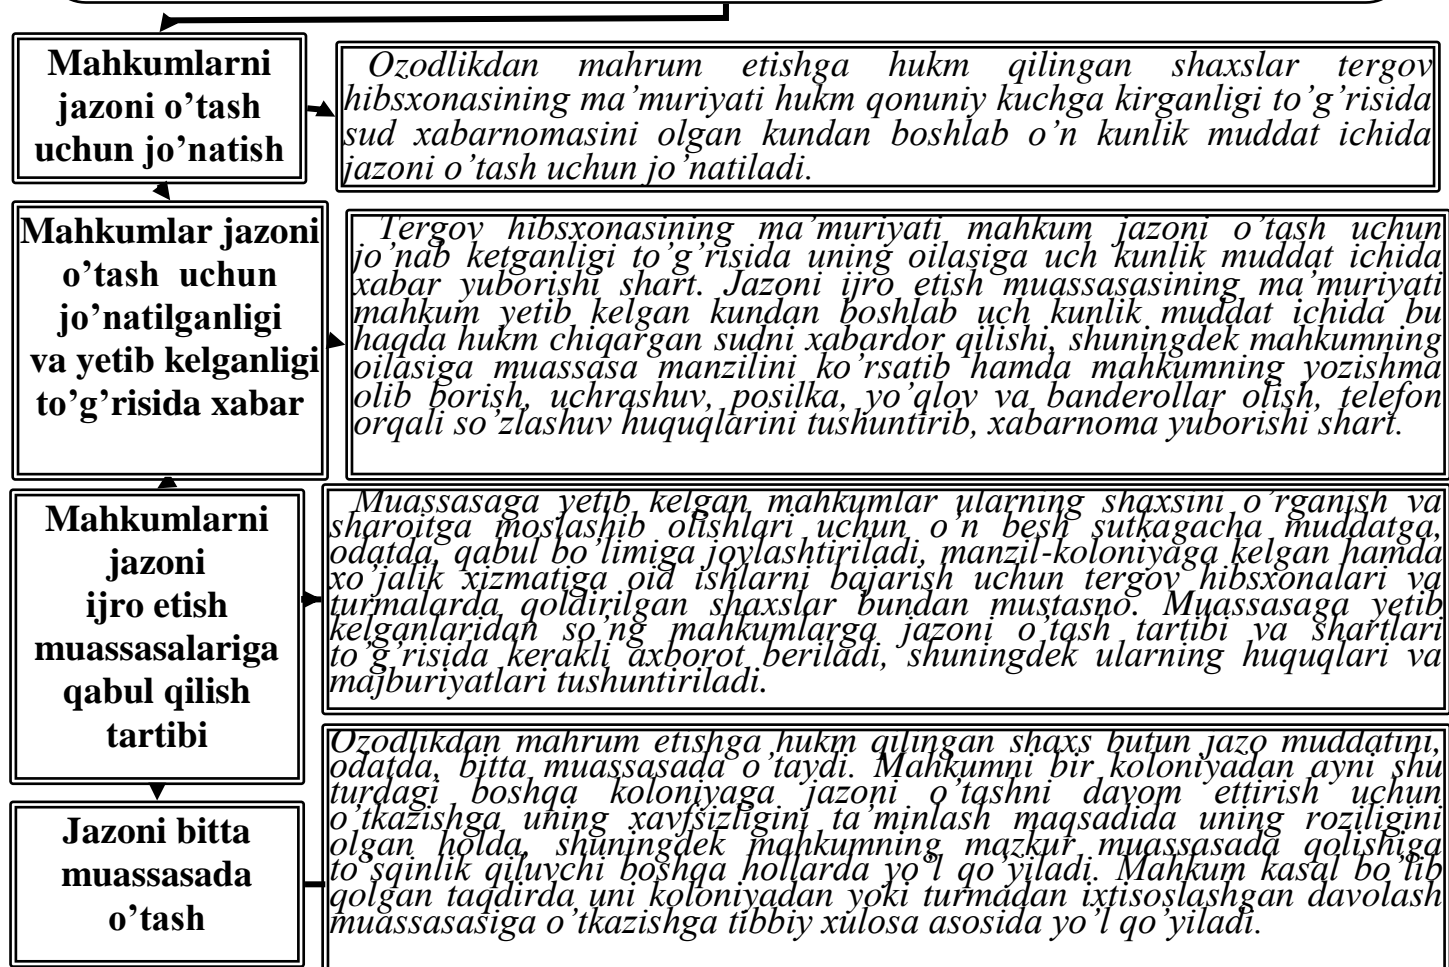 Mahkumlarni
jazoni o'tash
uchun jo'natish
Ozodlikdan mahrum etishga hukm qilingan shaxslar tergov
hibsxonasining ma'muriyati hukm qonuniy kuchga kirganligi to'g'risida
sud xabarnomasini olgan kundan boshlab o'n kunlik muddat ichida
jazoni o'tash uchun jo'natiladi.
Mahkumlar jazoni
o'tash uchun
jo'natilganligi
va yetib kelganligi
to'g'risida xabar
Tergov hibsxonasining ma'muriyati mahkum jazoni o'tash uchun
jo'nab ketganligi to'g'risida uning oilasiga uch kunlik muddat ichida
xabar yuborishi shart. Jazoni ijro etish muassasasining ma'muriyati
mahkum yetib kelgan kundan boshlab uch kunlik muddat ichida bu
haqda hukm chiqargan sudni xabardor qilishi, shuningdek mahkumning
oilasiga muassasa manzilini ko'rsatib hamda mahkumning yozishma
olib borish, uchrashuv, posilka, yo'qlov va banderollar olish, telefon
orqali so'zlashuv huquqlarini tushuntirib, xabarnoma yuborishi shart.
Mahkumlarni
jazoni
ijro etish
muassasalariga
qabul qilish
tartibi
Muassasaga yetib kelgan mahkumlar ularning shaxsini o'rganish va
sharoitga moslashib olishlari uchun o'n besh sutkagacha muddatga,
odatda, qabul bo'limiga joylashtiriladi, manzil-koloniyaga kelgan hamda
xo'jalik xizmatiga oid ishlarni bajarish uchun tergov hibsxonalari va
turmalarda qoldirilgan shaxslar bundan mustasno. Muassasaga yetib
kelganlaridan so'ng mahkumlarga jazoni o'tash tartibi va shartlari
to'g'risida kerakli axborot beriladi, shuningdek ularning huquqlari va
majburiyatlari tushuntiriladi.
Jazoni bitta
muassasada
o'tash
Ozodlikdan mahrum etishga hukm qilingan shaxs butun jazo muddatini,
odatda, bitta muassasada o'taydi. Mahkumni bir koloniyadan ayni shu
turdagi boshqa koloniyaga jazoni o'tashni davom ettirish uchun
o'tkazishga uning xavfsizligini ta'minlash maqsadida uning roziligini
olgan holda, shuningdek mahkumning mazkur muassasada qolishiga
to'sqinlik qiluvchi boshqa hollarda yo'l qo'yiladi. Mahkum kasal bo'lib
qolgan taqdirda uni koloniyadan yoki turmadan ixtisoslashgan davolash
muassasasiga o'tkazishga tibbiy xulosa asosida yo'l qo'yiladi.